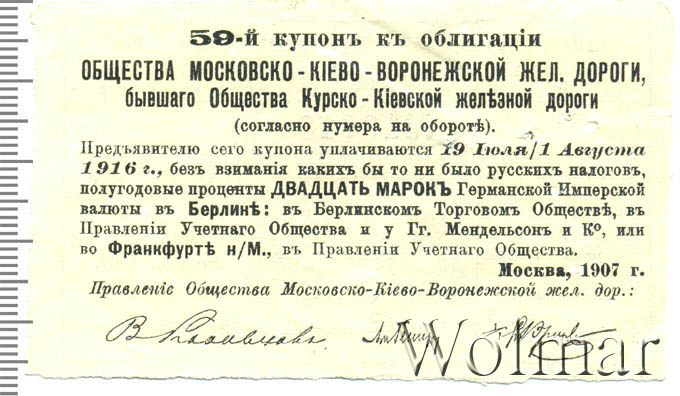 59-й купонъ къ облигаціи
ОБЩЕСТВА МОСКОВСКО-КІЕВО-ВОРОНЕЖСКОЙ ЖЕЛ. ДОРОГИ,
бывшаго Общества Курско-Кіевской желѣзной дороги
(согласно нумера на оборотѣ).
Предъявителю сего купона уплачиваются 19 Іюля/1 Августа
1916 г., безъ взиманія какихъ бы то ни было русскихъ налоговъ,
полугодовые проценты ДВАДЦАТЬ МАРОКЪ Германской Имперской
валюты въ Берлинѣ: въ Берлинскомъ Торговомъ Обществѣ, въ
Правленіи Учетнаго Общества и у Гг. Мендельсонъ и Ко, или
во Франкфуртѣ н/М., въ Правленіи Учетнаго Общества.
Москва, 1907 г.
Правленіе Общества Московско-Кіево-Воронежской жел. дор.:
Wolmar